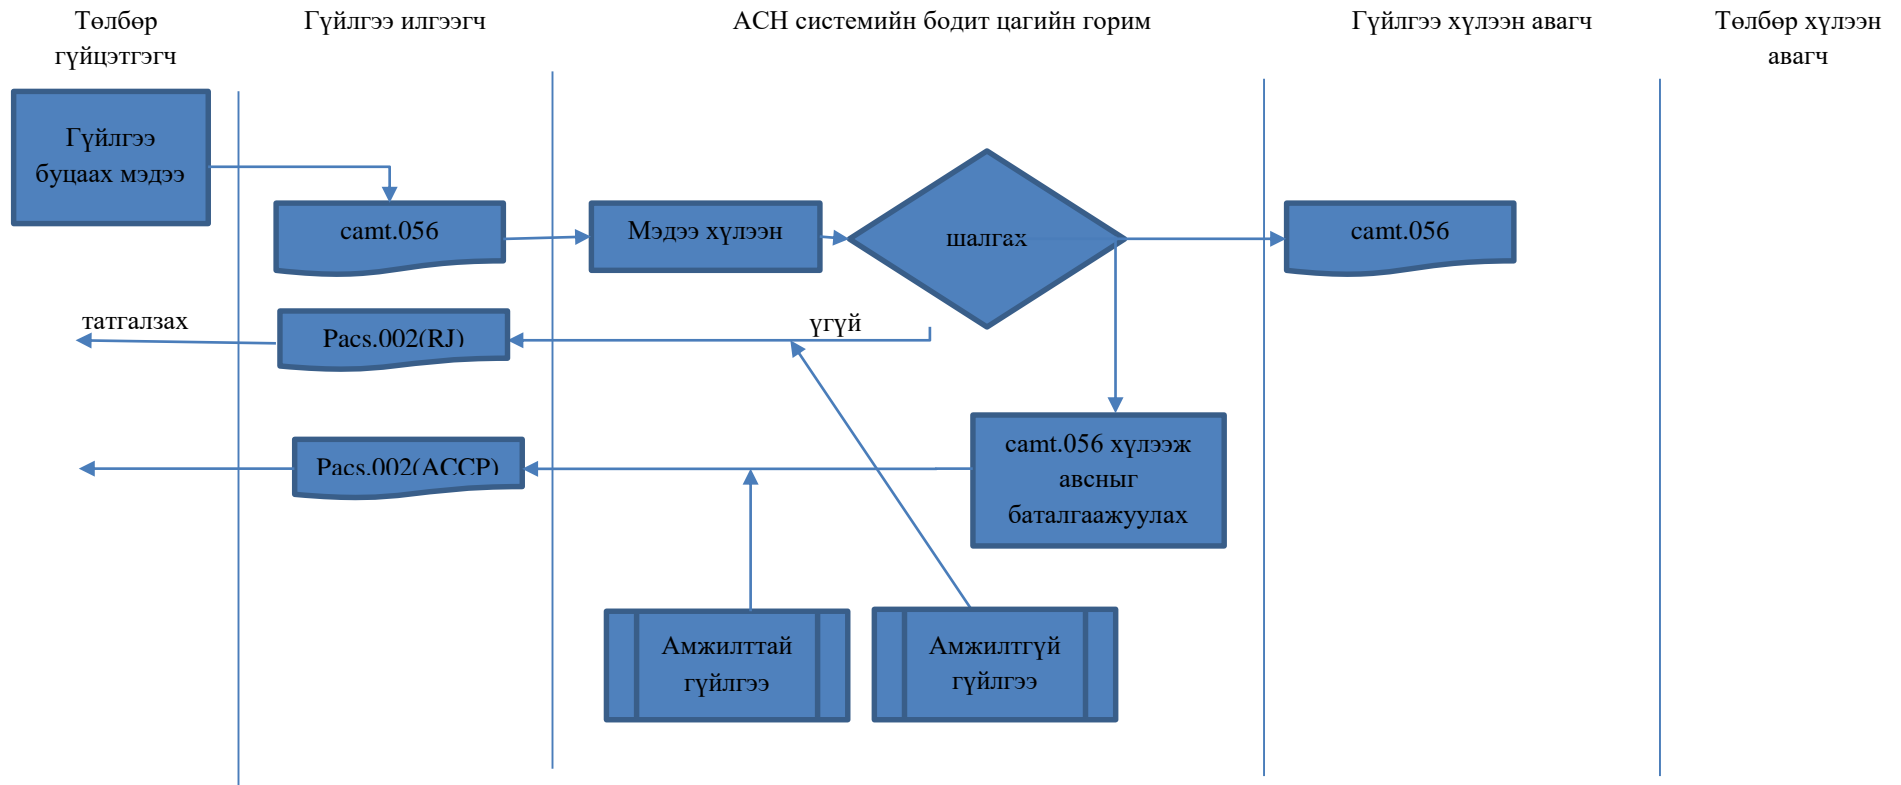 Төлбөр
гүйцэтгэгч
Гүйлгээ илгээгч
АСН системийн бодит цагийн горим
Гүйлгээ хүлээн авагч
Төлбөр хүлээн
авагч
Гүйлгээ
буцаах мэдээ
camt.056
Мэдээ хүлээн
шалгах
camt.056
татгалзах
Pacs.002(RJ)
үгүй
Pacs.002(ACCP)
camt.056 хүлээж
авсныг
баталгаажуулах
Амжилттай
гүйлгээ
Амжилтгүй
гүйлгээ